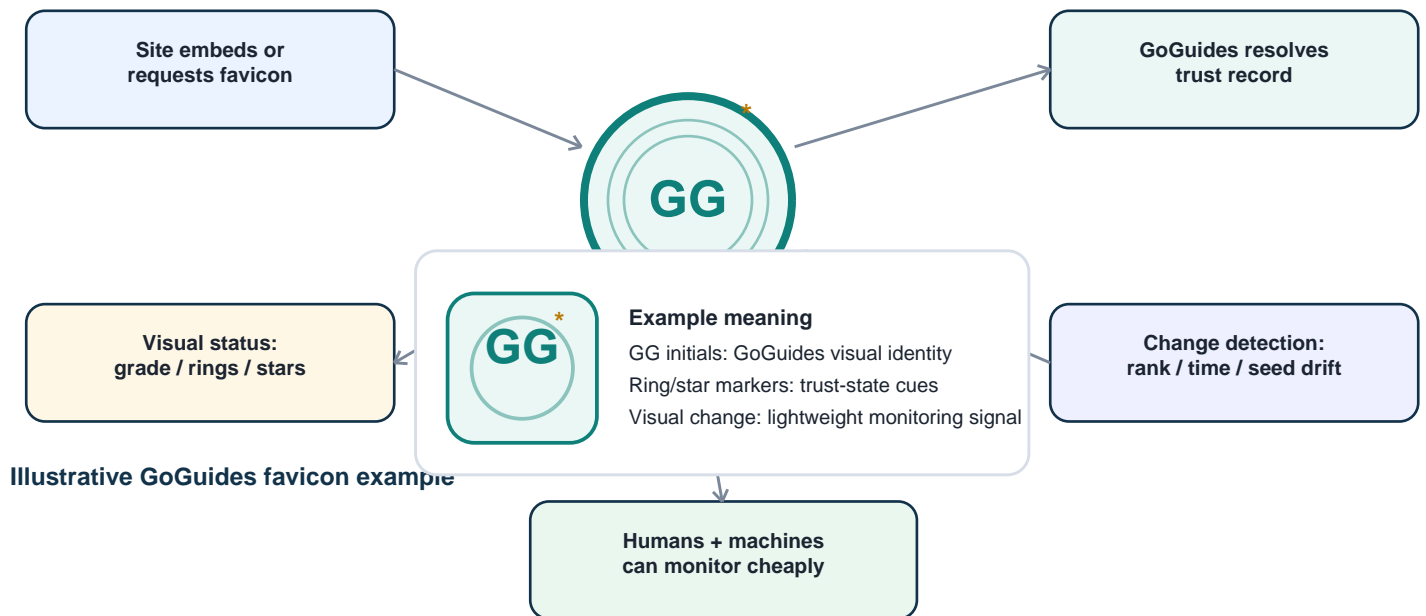 Site embeds or
requests favicon
GoGuides resolves
trust record
*
GG
Visual status:
grade / rings / stars
GG*
Example meaning
GG initials: GoGuides visual identity
Ring/star markers: trust-state cues
Visual change: lightweight monitoring signal
Change detection:
rank / time / seed drift
Illustrative GoGuides favicon example
Humans + machines
can monitor cheaply